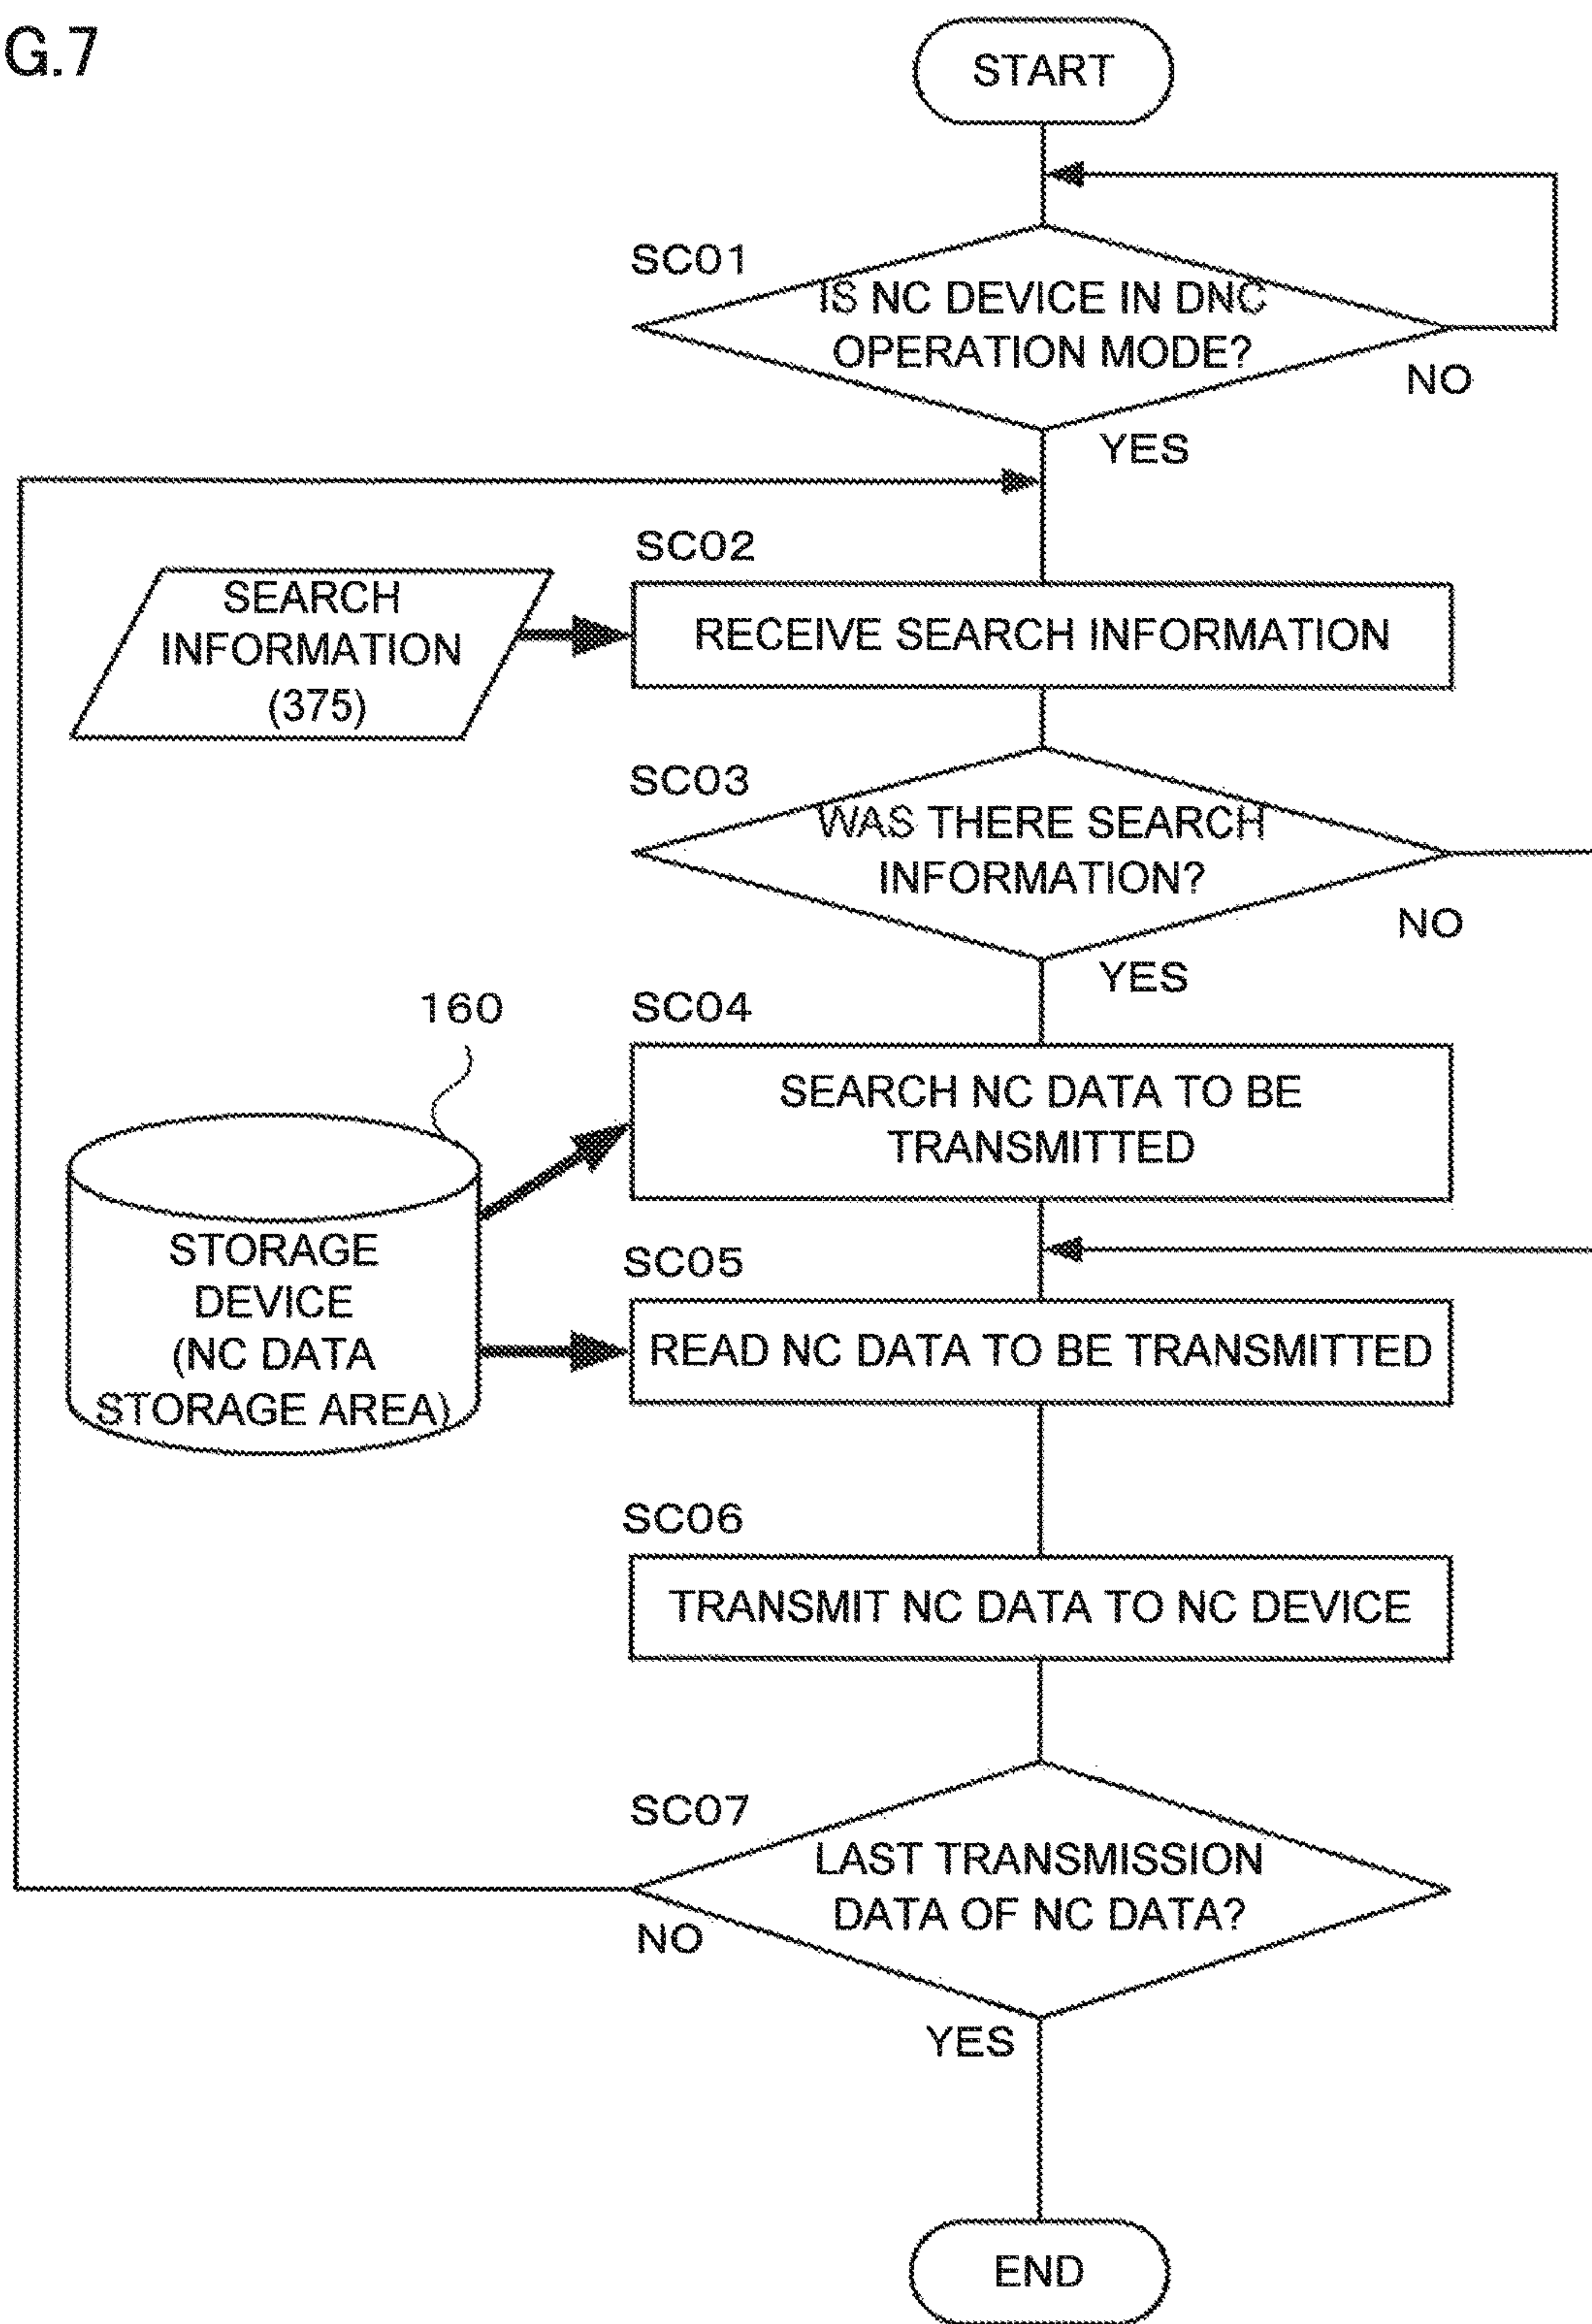 G.7
START
SC01
IS NC DEVICE IN DNC
OPERATION MODE?
NO
YES
SC02
SEARCH
INFORMATION
(375)
RECEIVE SEARCH INFORMATION
SC03
WAS THERE SEARCH
INFORMATION?
NO
YES
160
SC04
SEARCH NC DATA TO BE
TRANSMITTED
STORAGE
DEVICE
(NC DATA
STORAGE AREA)
SC05
READ NC DATA TO BE TRANSMITTED
SC06
TRANSMIT NC DATA TO NC DEVICE
SC07
LAST TRANSMISSION
DATA OF NC DATA?
NO
YES
END